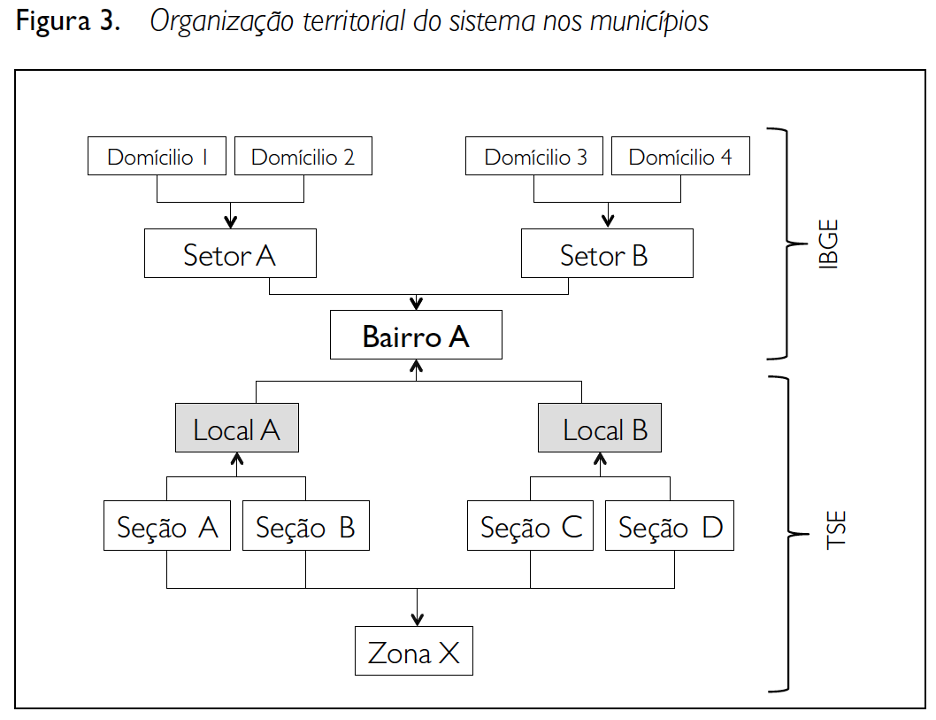 Figura 3. Organização territorial do sistema nos municípios
Domícilio 1 Domícilio 2 Domícilio 3 Domícilio 4
Setor A Setor B
IBGE
Bairro A
Local A Local B
Seção A Seção B Seção C Seção D
TSE
Zona X